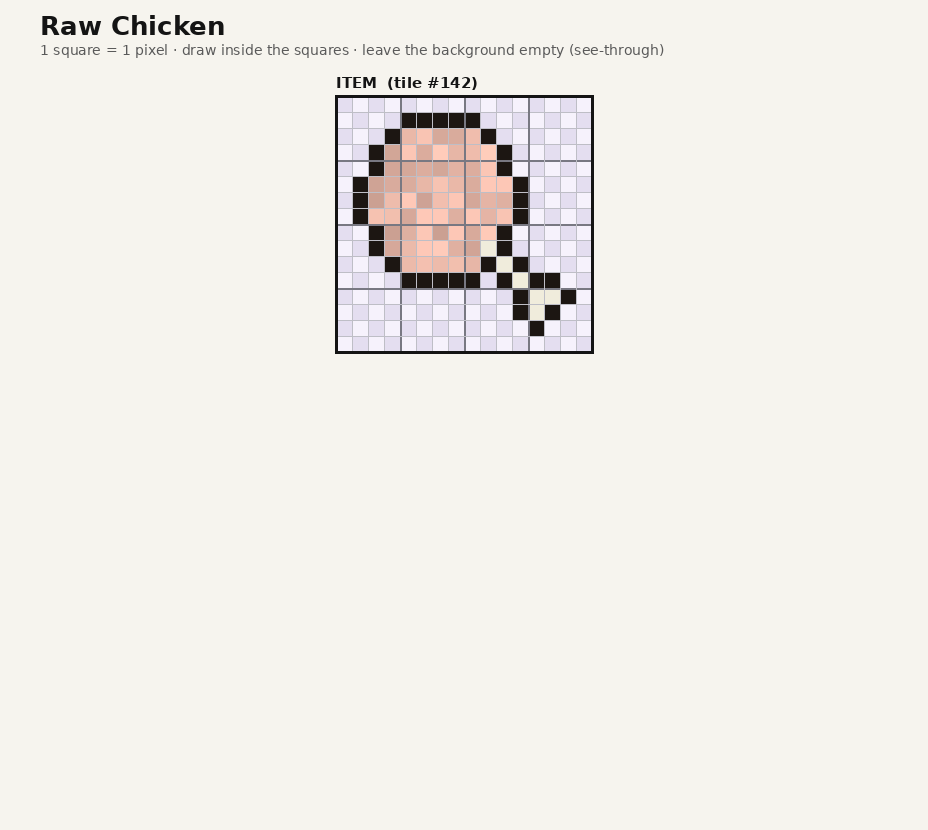 Raw Chicken
1 square = 1 pixel · draw inside the squares · leave the background empty (see-through)
ITEM (tile #142)